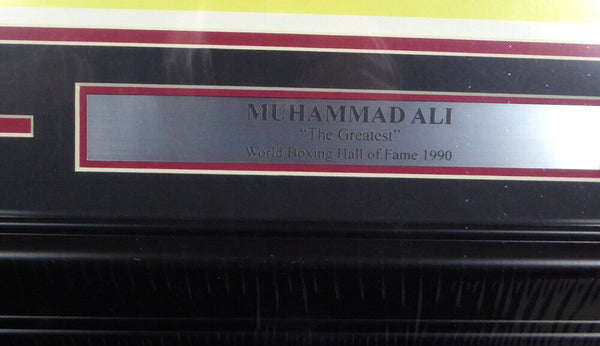 MUHAMMAD ALI
"The Greatest"
World Boxing Hall of Fame 1990